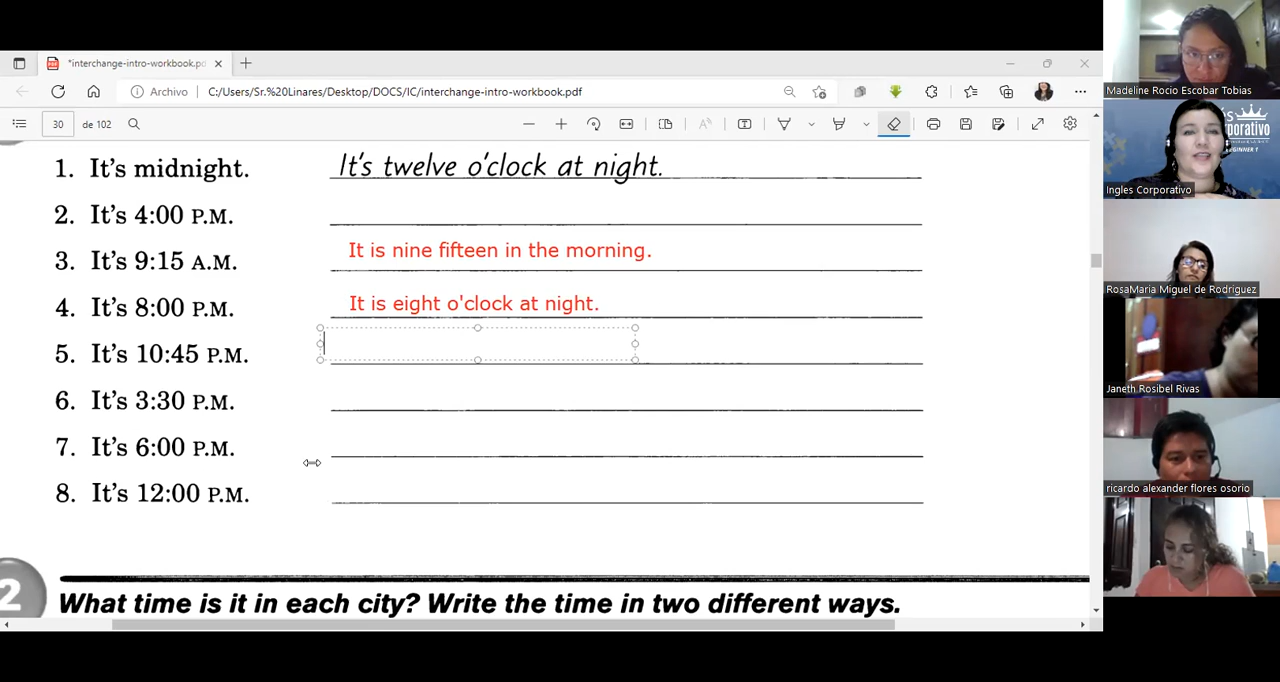 *interchange-intro-workbook.pd
Archivo C:/Users/Sr.%20Linares/Desktop/DOCS/IC/interchange-intro-workbook.pdf
30 de 102
1. It's midnight. It's twelve o'clock at night.
2. It's 4:00 P.M.
3. It's 9:15 A.M. It is nine fifteen in the morning.
4. It's 8:00 P.M. It is eight o'clock at night.
5. It's 10:45 P.M.
6. It's 3:30 P.M.
7. It's 6:00 P.M.
8. It's 12:00 P.M.
2
What time is it in each city? Write the time in two different ways.
Madeline Rocio Escobar Tobias
Ingles Corporativo
RosaMaria Miguel de Rodriguez
Janeth Rosibel Rivas
ricardo alexander flores osorio